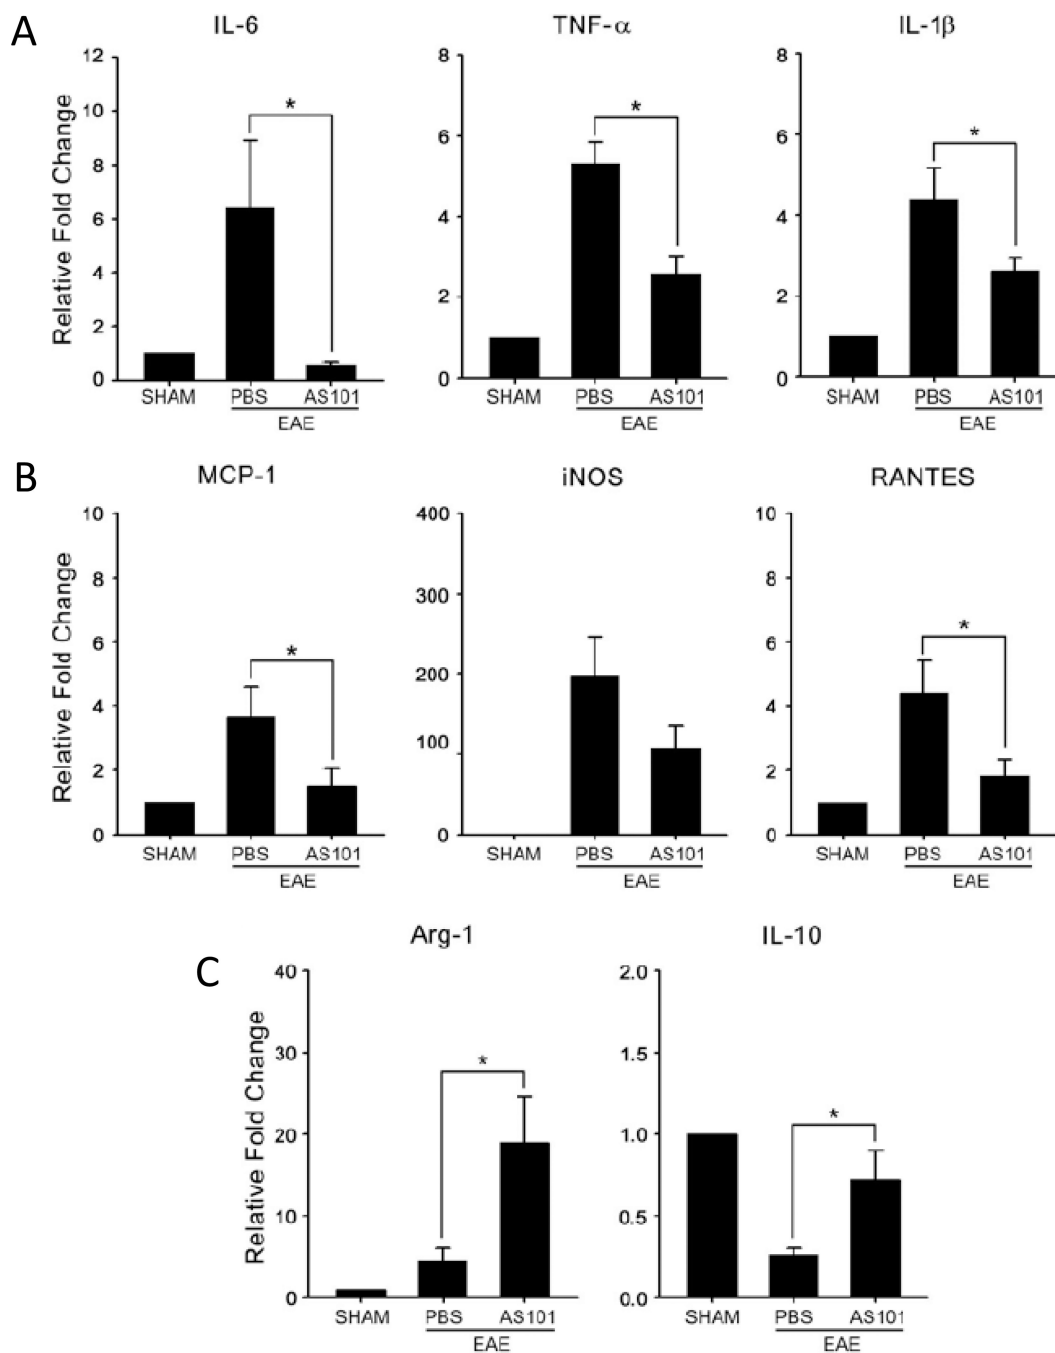 A
IL-6
TNF-α
IL-1β
Relative Fold Change
12
10
8
6
4
2
0
*
SHAM
PBS
AS101
EAE
8
6
4
2
0
*
SHAM
PBS
AS101
EAE
8
6
4
2
0
*
SHAM
PBS
AS101
EAE
B
MCP-1
iNOS
RANTES
Relative Fold Change
10
8
6
4
2
0
*
SHAM
PBS
AS101
EAE
400
300
200
100
0
SHAM
PBS
AS101
EAE
10
8
6
4
2
0
*
SHAM
PBS
AS101
EAE
C
Arg-1
IL-10
Relative Fold Change
40
30
20
10
0
*
SHAM
PBS
AS101
EAE
2.0
1.5
1.0
0.5
0.0
*
SHAM
PBS
AS101
EAE